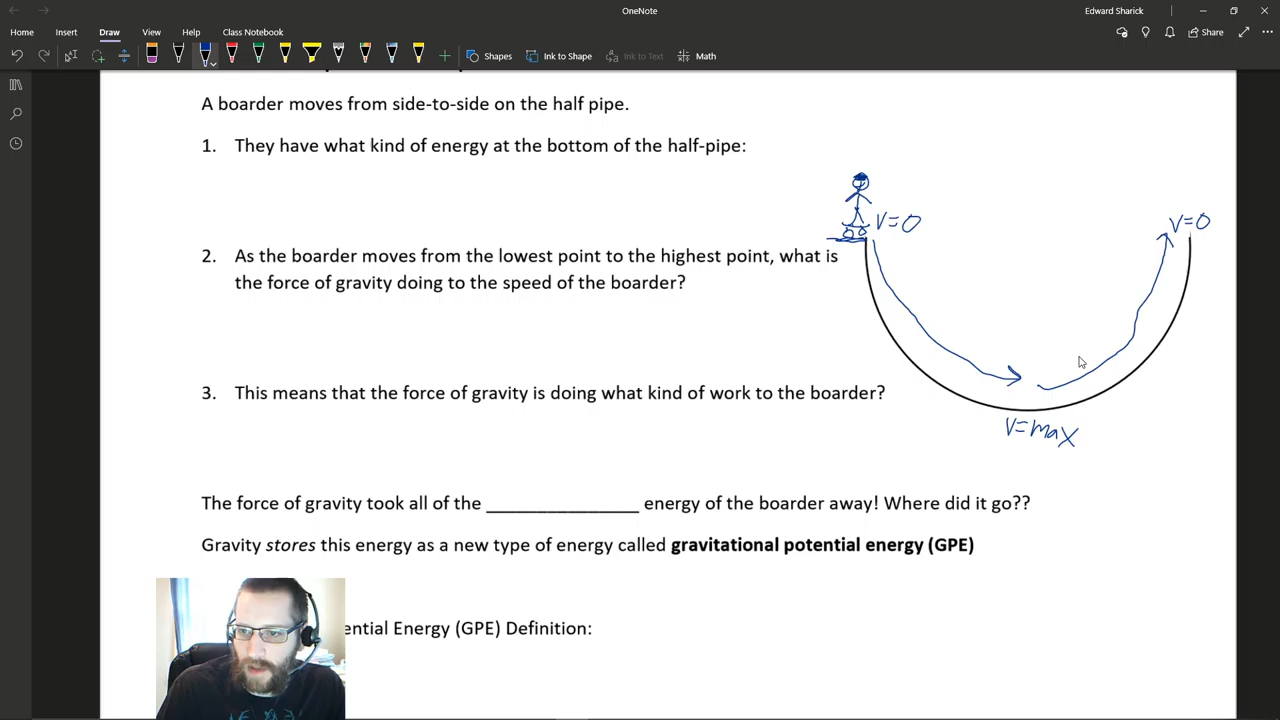 OneNote
Edward Sharick
Home Insert Draw View Help Class Notebook
Share
Shapes Ink to Shape Ink to Text Math
A boarder moves from side-to-side on the half pipe.
1. They have what kind of energy at the bottom of the half-pipe:
V=0
V=0
2. As the boarder moves from the lowest point to the highest point, what is
the force of gravity doing to the speed of the boarder?
3. This means that the force of gravity is doing what kind of work to the boarder?
V=max
The force of gravity took all of the _______________ energy of the boarder away! Where did it go??
Gravity stores this energy as a new type of energy called gravitational potential energy (GPE)
ential Energy (GPE) Definition: